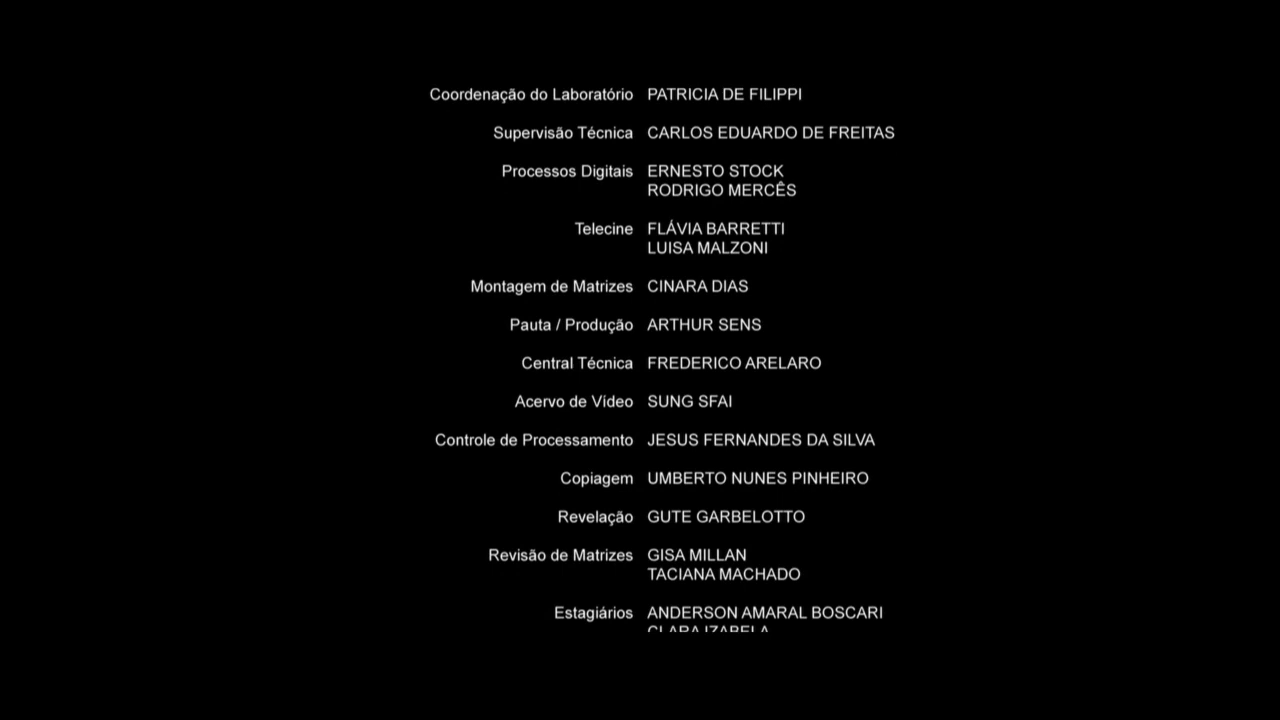 Coordenação do Laboratório PATRICIA DE FILIPPI
Supervisão Técnica CARLOS EDUARDO DE FREITAS
Processos Digitais ERNESTO STOCK
RODRIGO MERCÊS
Telecine FLÁVIA BARRETTI
LUISA MALZONI
Montagem de Matrizes CINARA DIAS
Pauta / Produção ARTHUR SENS
Central Técnica FREDERICO ARELARO
Acervo de Vídeo SUNG SFAI
Controle de Processamento JESUS FERNANDES DA SILVA
Copiagem UMBERTO NUNES PINHEIRO
Revelação GUTE GARBELOTTO
Revisão de Matrizes GISA MILLAN
TACIANA MACHADO
Estagiários ANDERSON AMARAL BOSCARI
CLARA IZABELA